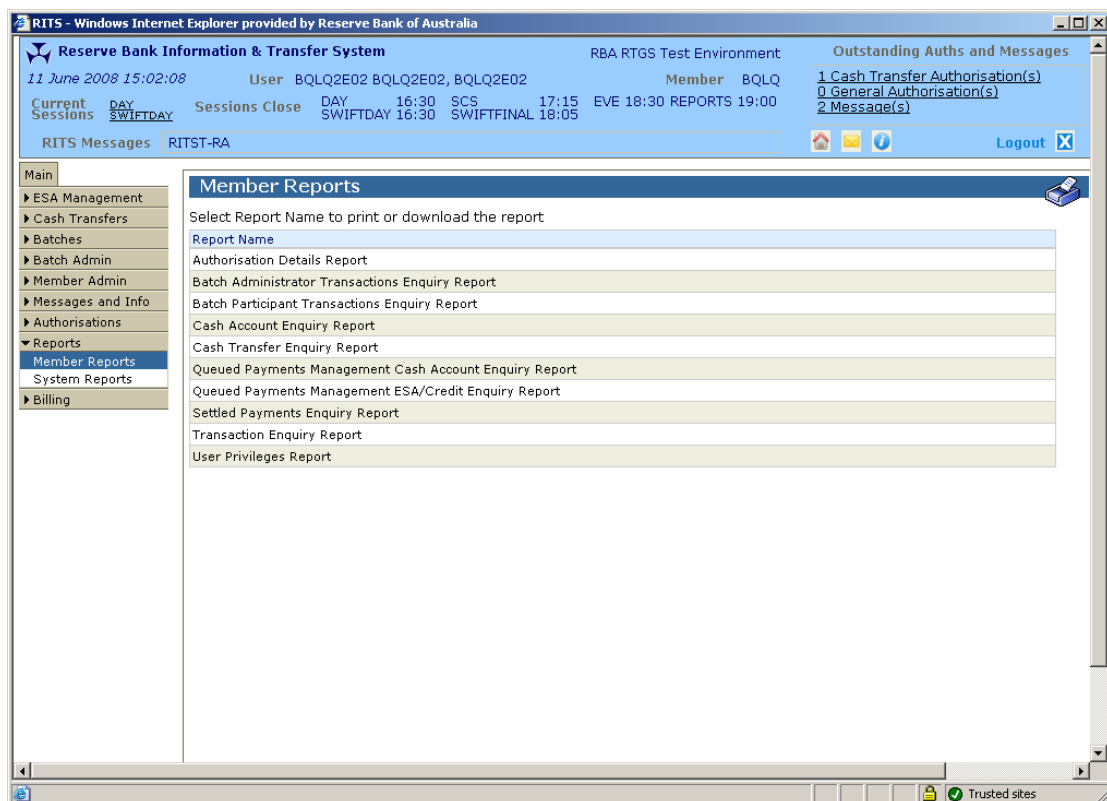 RITS - Windows Internet Explorer provided by Reserve Bank of Australia
Reserve Bank Information & Transfer System
RBA RTGS Test Environment
Outstanding Auths and Messages
11 June 2008 15:02:08
User BQLQ2E02 BQLQ2E02, BQLQ2E02
Member BQLQ
1 Cash Transfer Authorisation(s)
0 General Authorisation(s)
2 Message(s)
Current Sessions
DAY
SWIFTDAY
Sessions Close
DAY 16:30 SCS 17:15 EVE 18:30 REPORTS 19:00
SWIFTDAY 16:30 SWIFTFINAL 18:05
RITS Messages
RITST-RA
Logout X
Main
ESA Management
Cash Transfers
Batches
Batch Admin
Member Admin
Messages and Info
Authorisations
Reports
Member Reports
System Reports
Billing
Member Reports
Select Report Name to print or download the report
Report Name
Authorisation Details Report
Batch Administrator Transactions Enquiry Report
Batch Participant Transactions Enquiry Report
Cash Account Enquiry Report
Cash Transfer Enquiry Report
Queued Payments Management Cash Account Enquiry Report
Queued Payments Management ESA/Credit Enquiry Report
Settled Payments Enquiry Report
Transaction Enquiry Report
User Privileges Report
Trusted sites